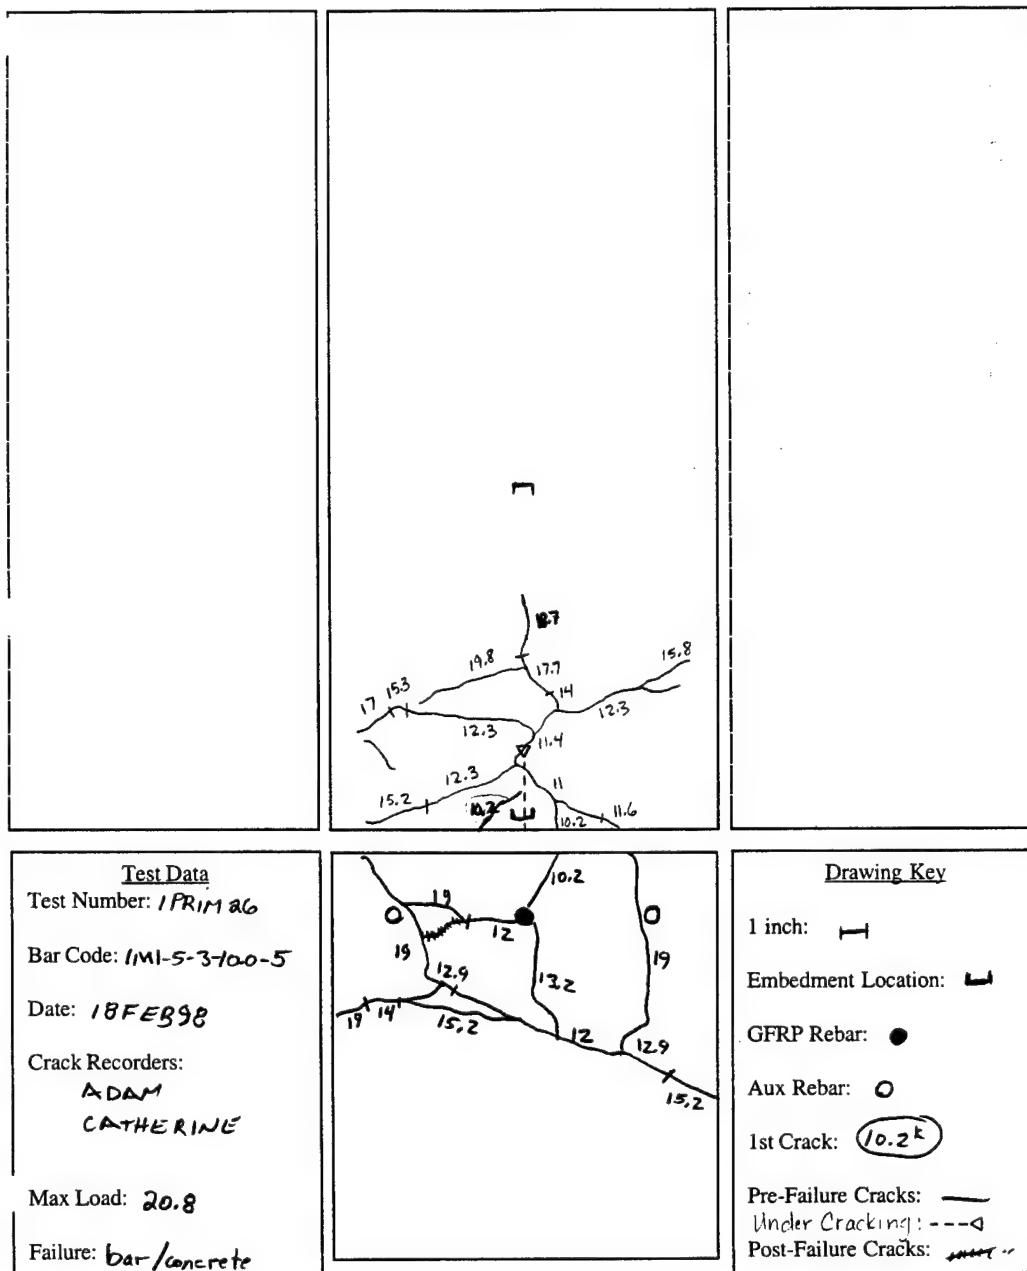 18.7
19.8
17.7
15.8
14
17
15.3
12.3
12.3
11.4
12.3
11
15.2
10.2
10.2
11.6
Test Data
Test Number: 1PRIM26
Bar Code: 1M1-5-3-100-5
Date: 18FEB98
Crack Recorders:
ADAM
CATHERINE
Max Load: 20.8
Failure: bar/concrete
10.2
19
12
19
19
12.9
13.2
19
14
15.2
12
12.9
15.2
Drawing Key
1 inch:
Embedment Location:
GFRP Rebar:
Aux Rebar:
1st Crack: 10.2k
Pre-Failure Cracks:
Under Cracking:
Post-Failure Cracks: